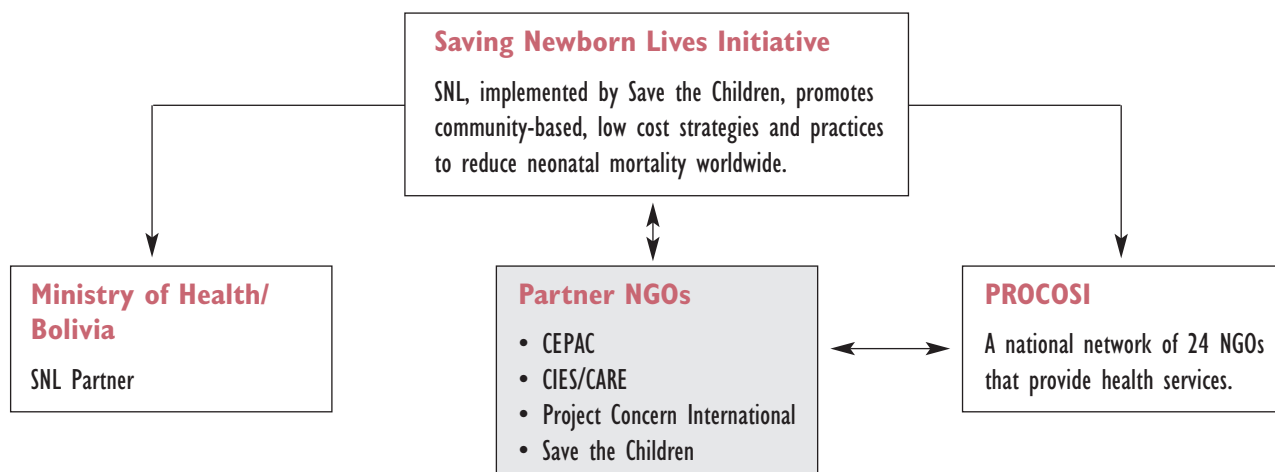 Saving Newborn Lives Initiative
SNL, implemented by Save the Children, promotes
community-based, low cost strategies and practices
to reduce neonatal mortality worldwide.
Ministry of Health/
Bolivia
SNL Partner
Partner NGOs
• CEPAC
• CIES/CARE
• Project Concern International
• Save the Children
PROCOSI
A national network of 24 NGOs
that provide health services.